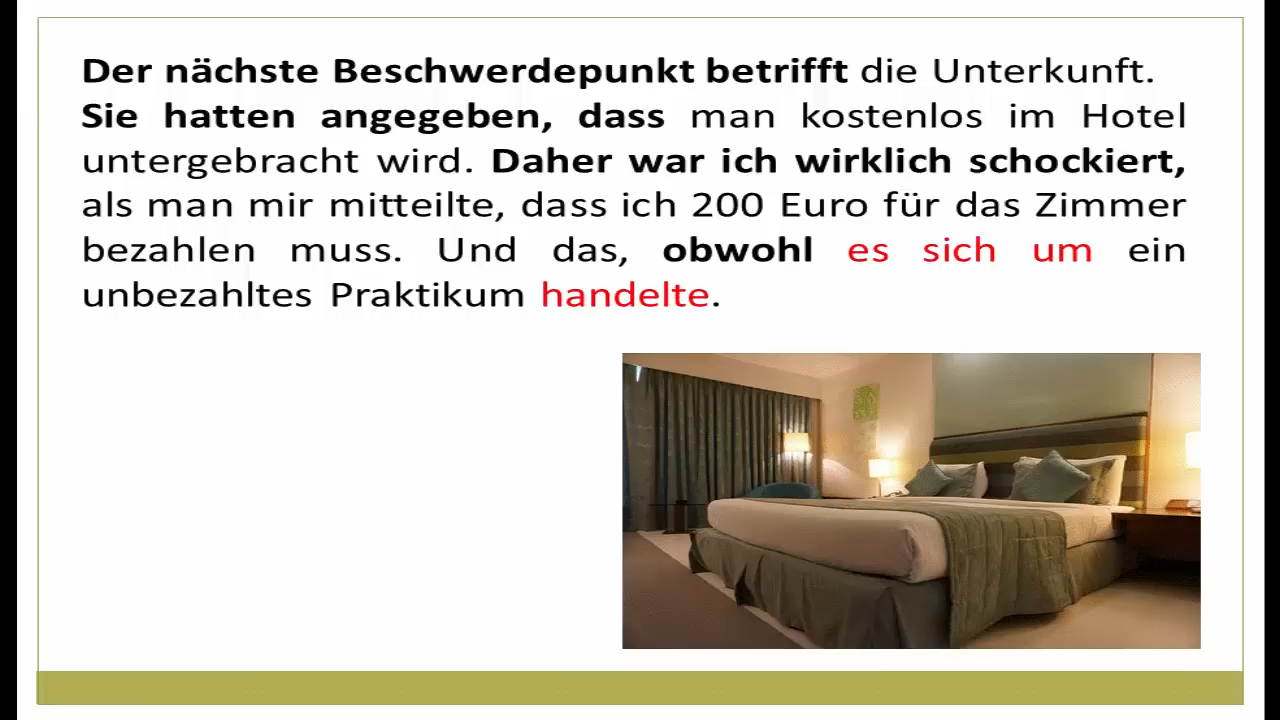 Der nächste Beschwerdepunkt betrifft die Unterkunft.
Sie hatten angegeben, dass man kostenlos im Hotel
untergebracht wird. Daher war ich wirklich schockiert,
als man mir mitteilte, dass ich 200 Euro für das Zimmer
bezahlen muss. Und das, obwohl es sich um ein
unbezahltes Praktikum handelte.